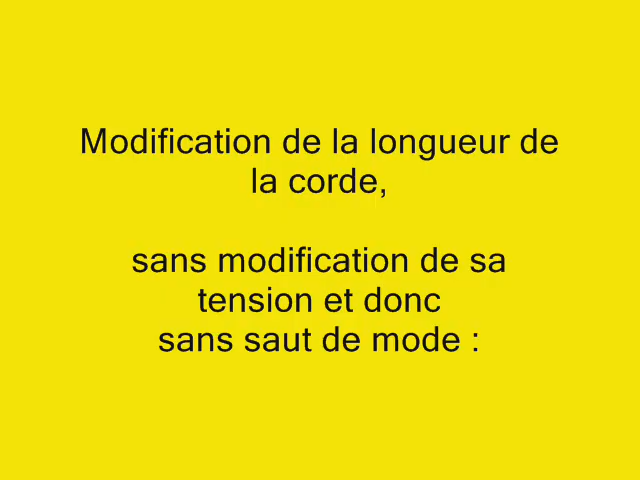 Modification de la longueur de
la corde,
sans modification de sa
tension et donc
sans saut de mode :